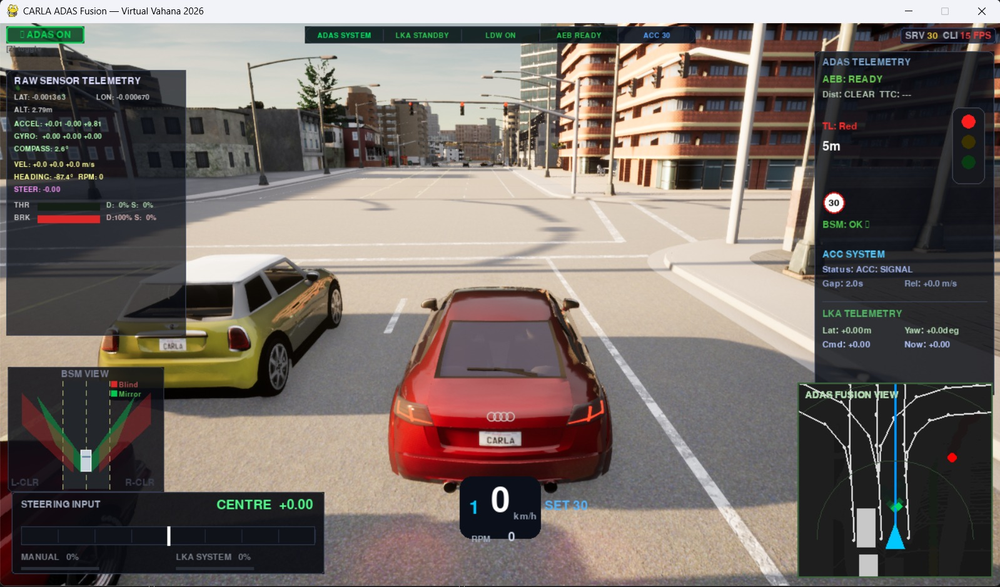 CARLA ADAS Fusion — Virtual Vahana 2026
ADAS ON
[Z] toggle
ADAS SYSTEM
LKA STANDBY
LDW ON
AEB READY
ACC 30
SRV 30 CLI 15 FPS
RAW SENSOR TELEMETRY
LAT: -0.001363 LON: -0.000670
ALT: 2.79m
ACCEL: +0.01 -0.00 +9.81
GYRO: +0.00 +0.00 +0.00
COMPASS: 2.6°
VEL: +0.0 +0.0 +0.0 m/s
HEADING: -87.4° RPM: 0
STEER: -0.00
THR D: 0% S: 0%
BRK D:100% S: 0%
ADAS TELEMETRY
AEB: READY
Dist: CLEAR TTC: ---
TL: Red
5m
30
BSM: OK
ACC SYSTEM
Status: ACC: SIGNAL
Gap: 2.0s Rel: +0.0 m/s
LKA TELEMETRY
Lat: +0.00m Yaw: +0.0deg
Cmd: +0.00 Now: +0.00
CARLA
CARLA
BSM VIEW
Blind
Mirror
L-CLR R-CLR
STEERING INPUT CENTRE +0.00
MANUAL 0% LKA SYSTEM 0%
1 0 km/h
SET 30
RPM 0
ADAS FUSION VIEW